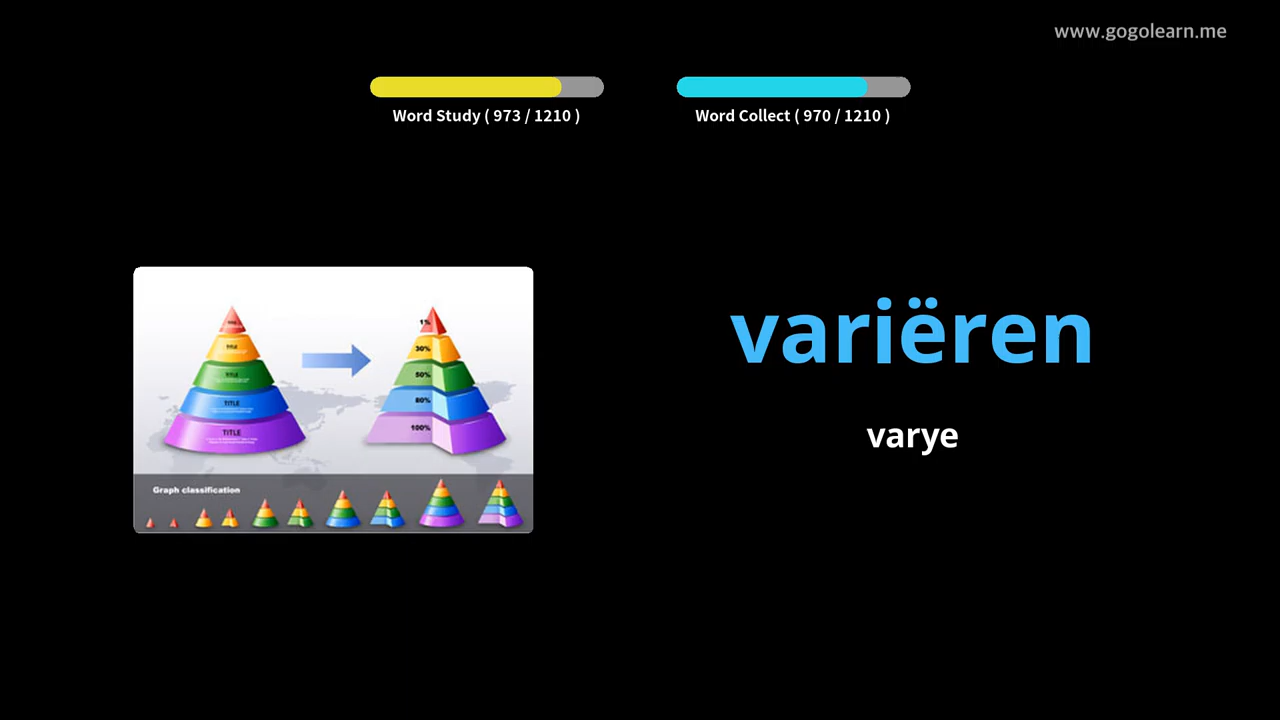 www.gogolearn.me
Word Study ( 973 / 1210 )
Word Collect ( 970 / 1210 )
variëren
varye
TITLE
TITLE
TITLE
TITLE
1%
30%
50%
80%
100%
Graph classification